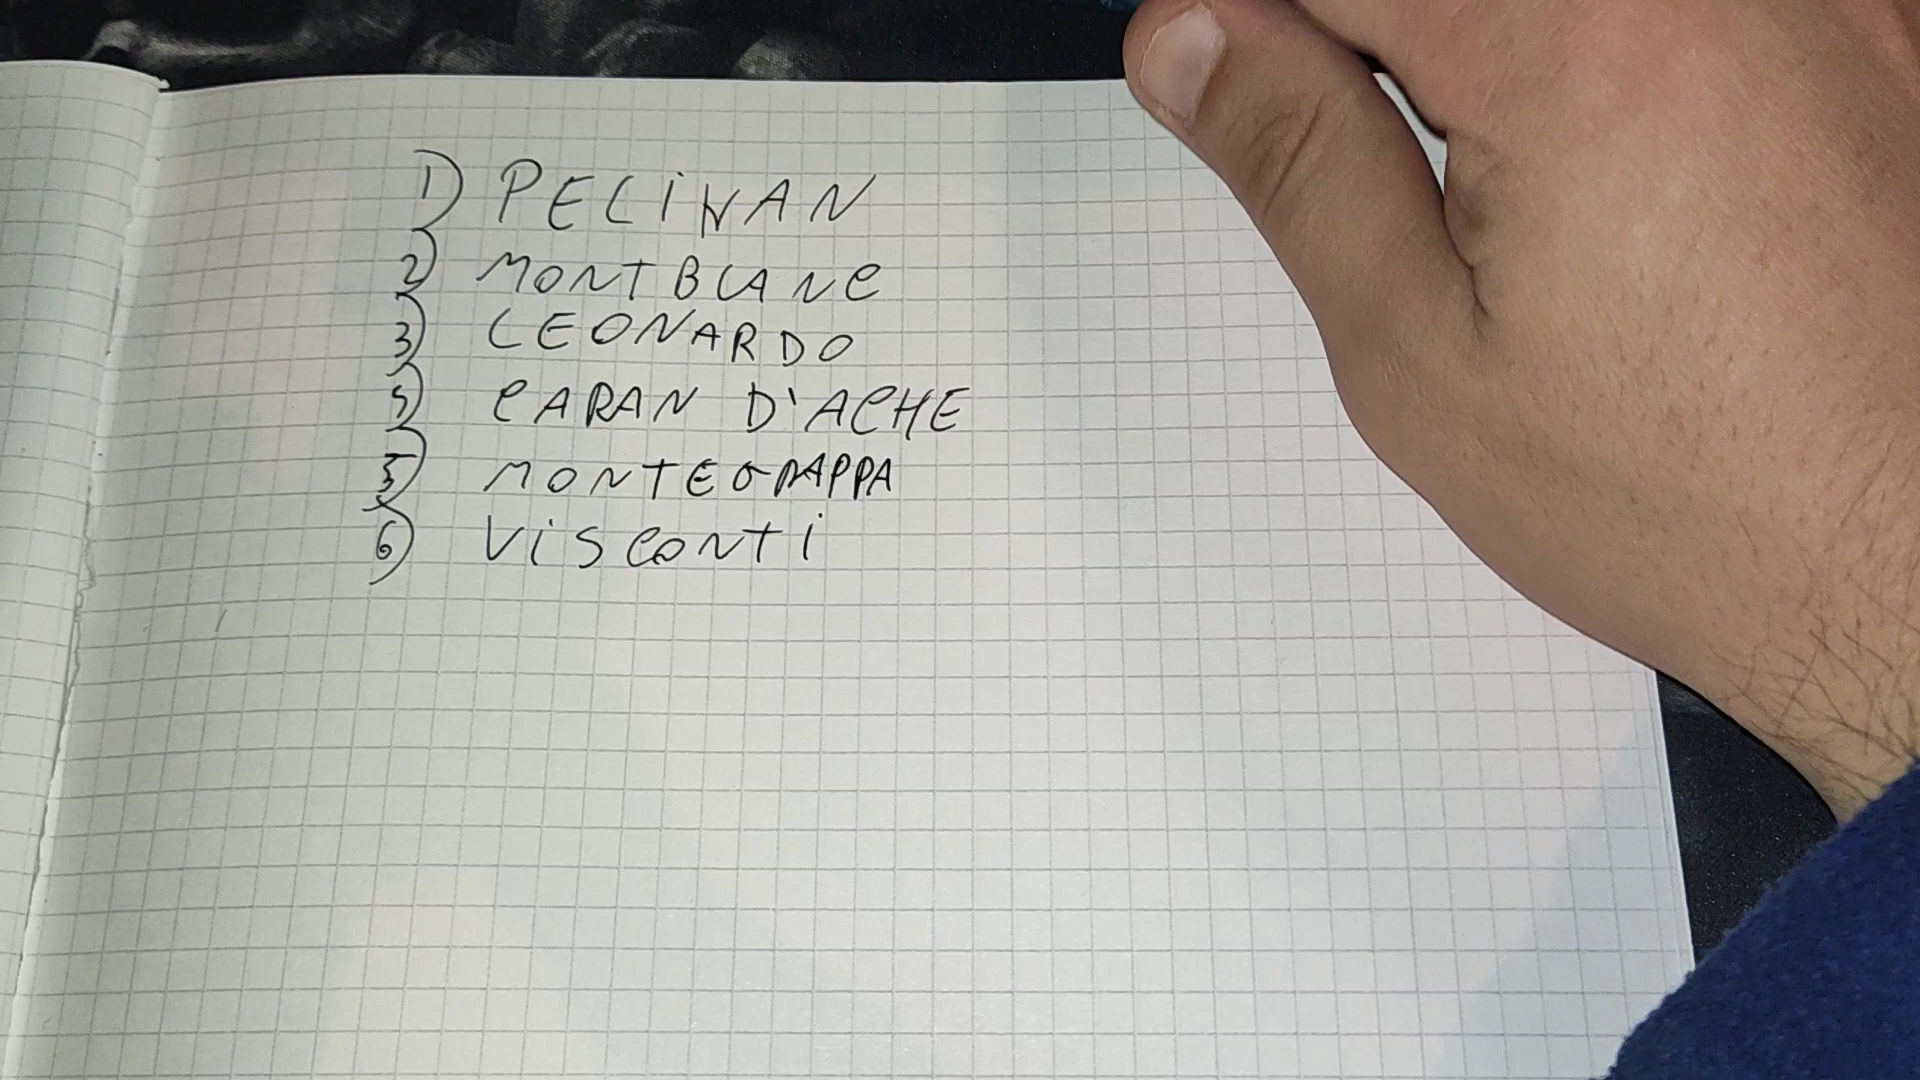 1) PELIKAN
2) MONTBLANC
3) LEONARDO
4) CARAN D'ACHE
5) MONTEGRAPPA
6) VISCONTI